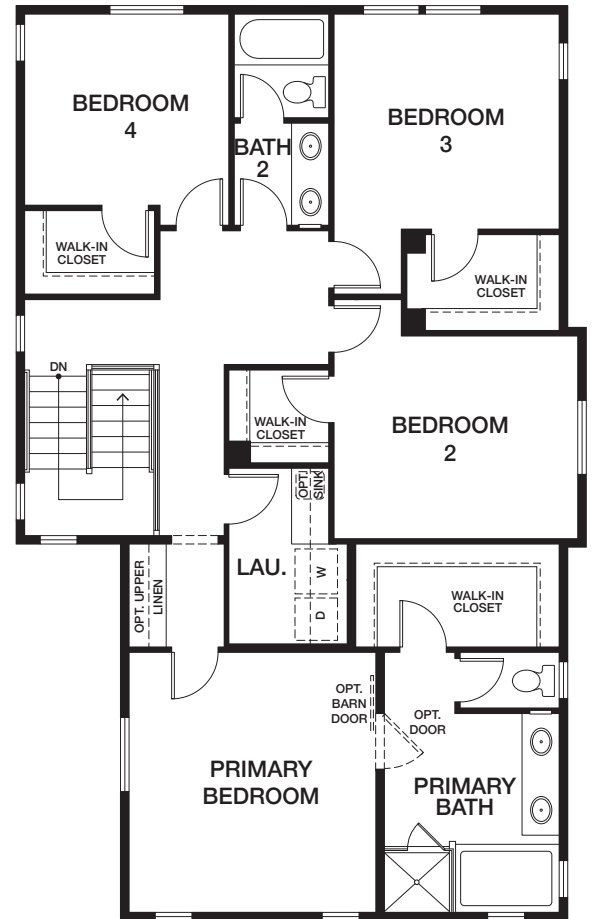 BEDROOM
4
BATH
2
BEDROOM
3
WALK-IN
CLOSET
WALK-IN
CLOSET
DN
WALK-IN
CLOSET
BEDROOM
2
OPT.
SINK
LAU.
W
D
OPT. UPPER
LINEN
WALK-IN
CLOSET
OPT.
BARN
DOOR
OPT.
DOOR
PRIMARY
BEDROOM
PRIMARY
BATH